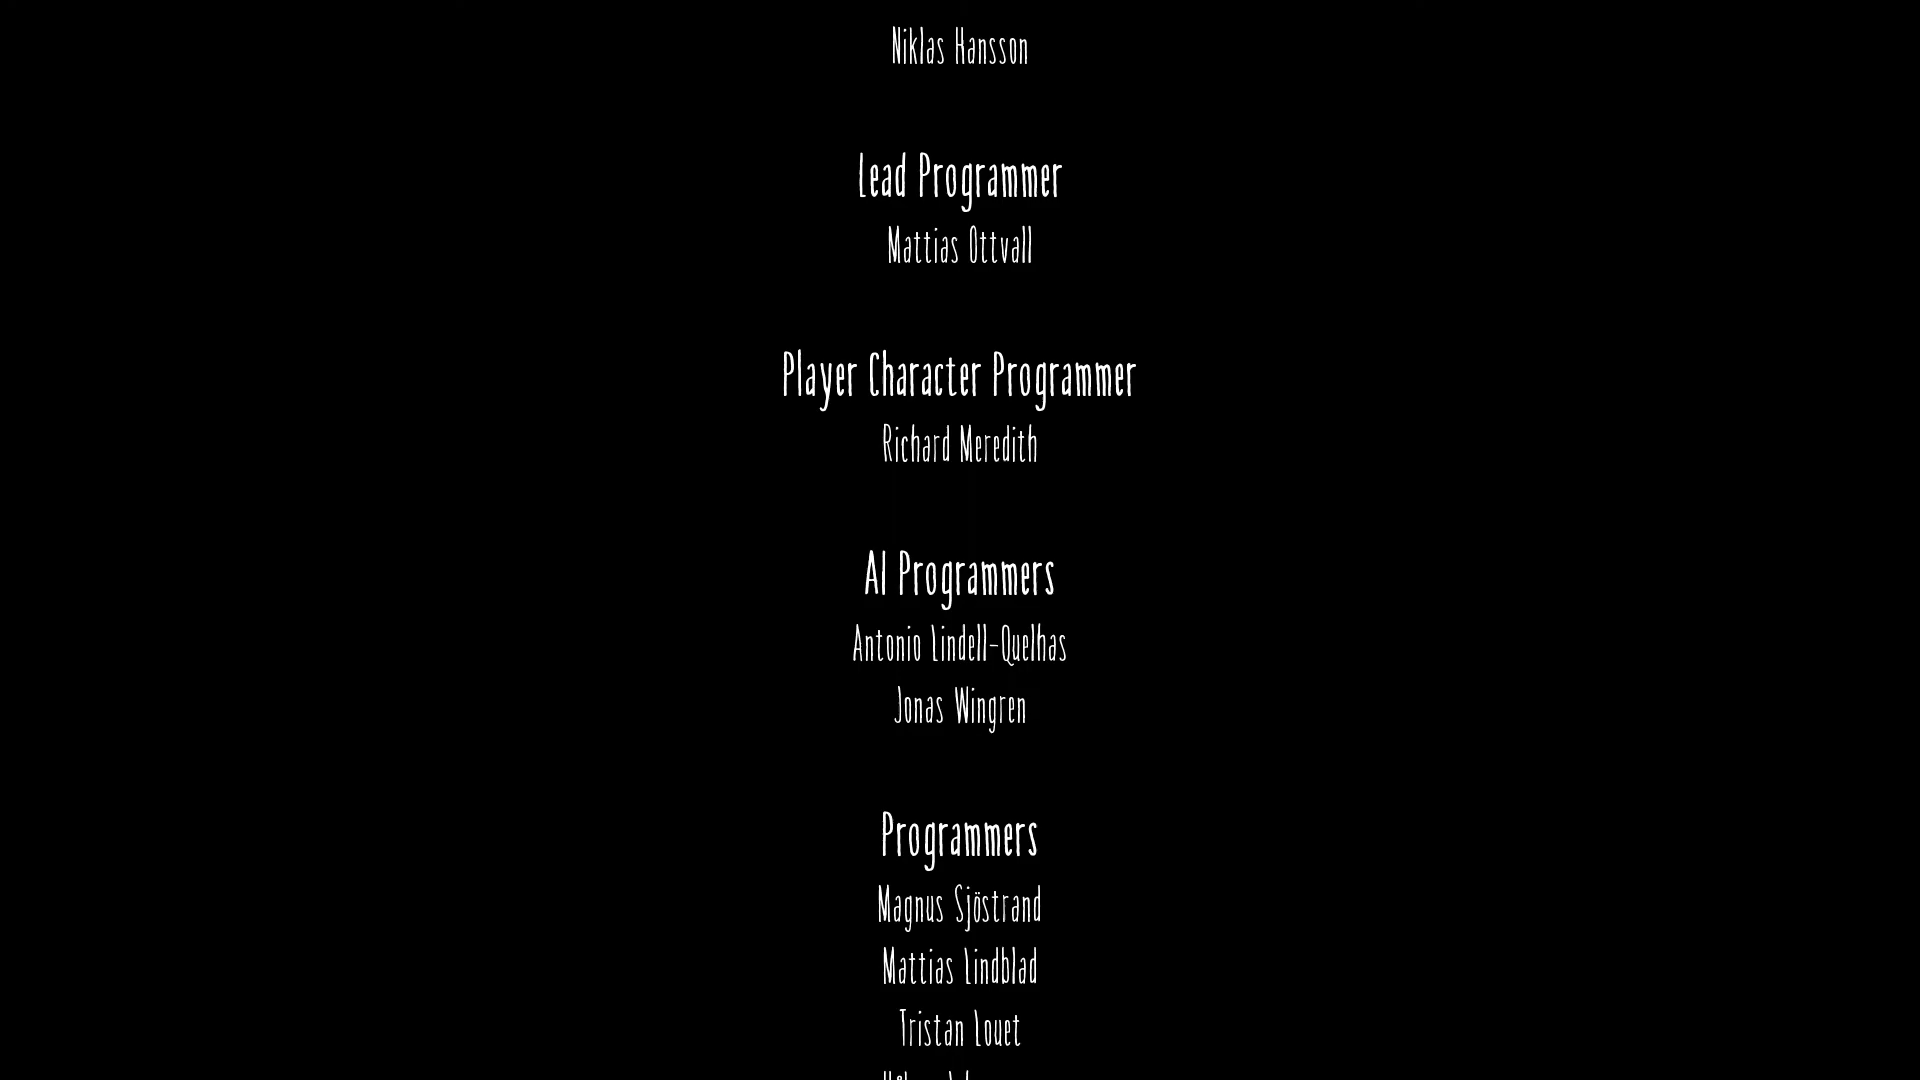 Niklas Hansson
Lead Programmer
Mattias Ottvall
Player Character Programmer
Richard Meredith
AI Programmers
Antonio Lindell-Quelhas
Jonas Wingren
Programmers
Magnus Sjöstrand
Mattias Lindblad
Tristan Louet